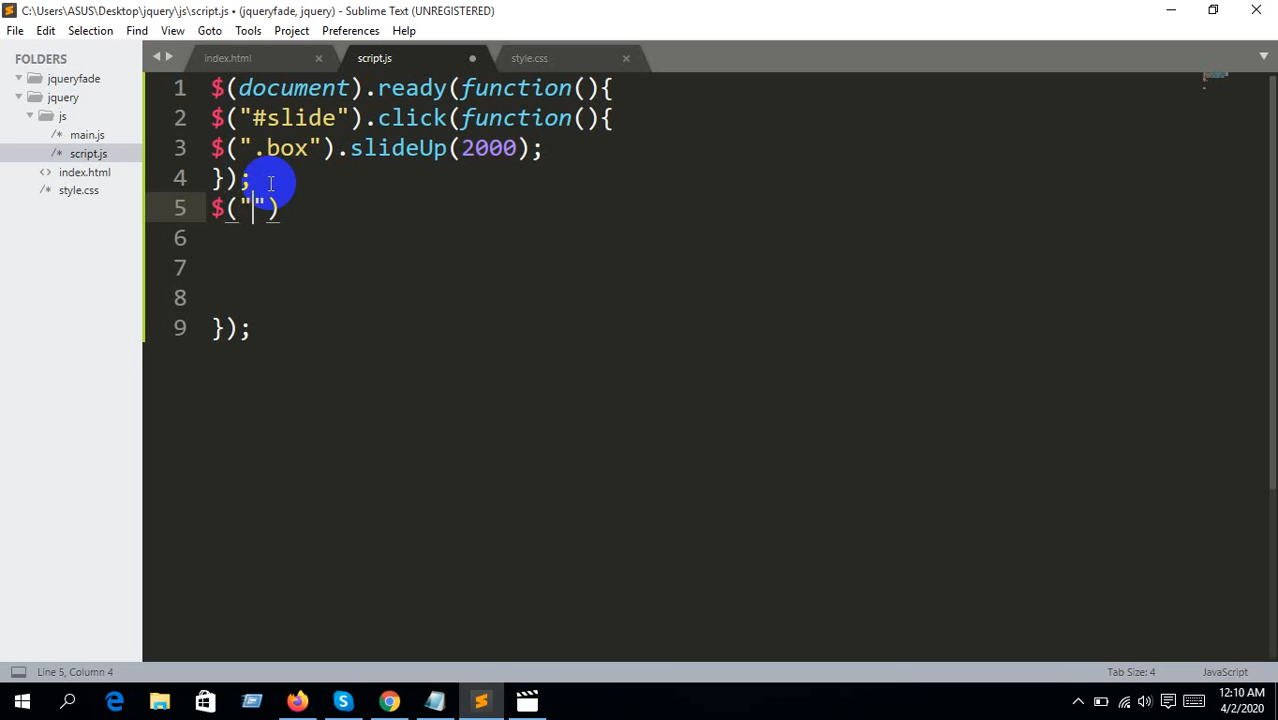 C:\Users\ASUS\Desktop\jquery\js\script.js • (jqueryfade, jquery) - Sublime Text (UNREGISTERED)
File Edit Selection Find View Goto Tools Project Preferences Help
FOLDERS
jqueryfade
jquery
js
main.js
script.js
index.html
style.css
index.html script.js style.css
1 $(document).ready(function(){
2 $("#slide").click(function(){
3 $(".box").slideUp(2000);
4 });
5 $("")
6
7
8
9 });
Line 5, Column 4 Tab Size: 4 JavaScript
12:10 AM
4/2/2020